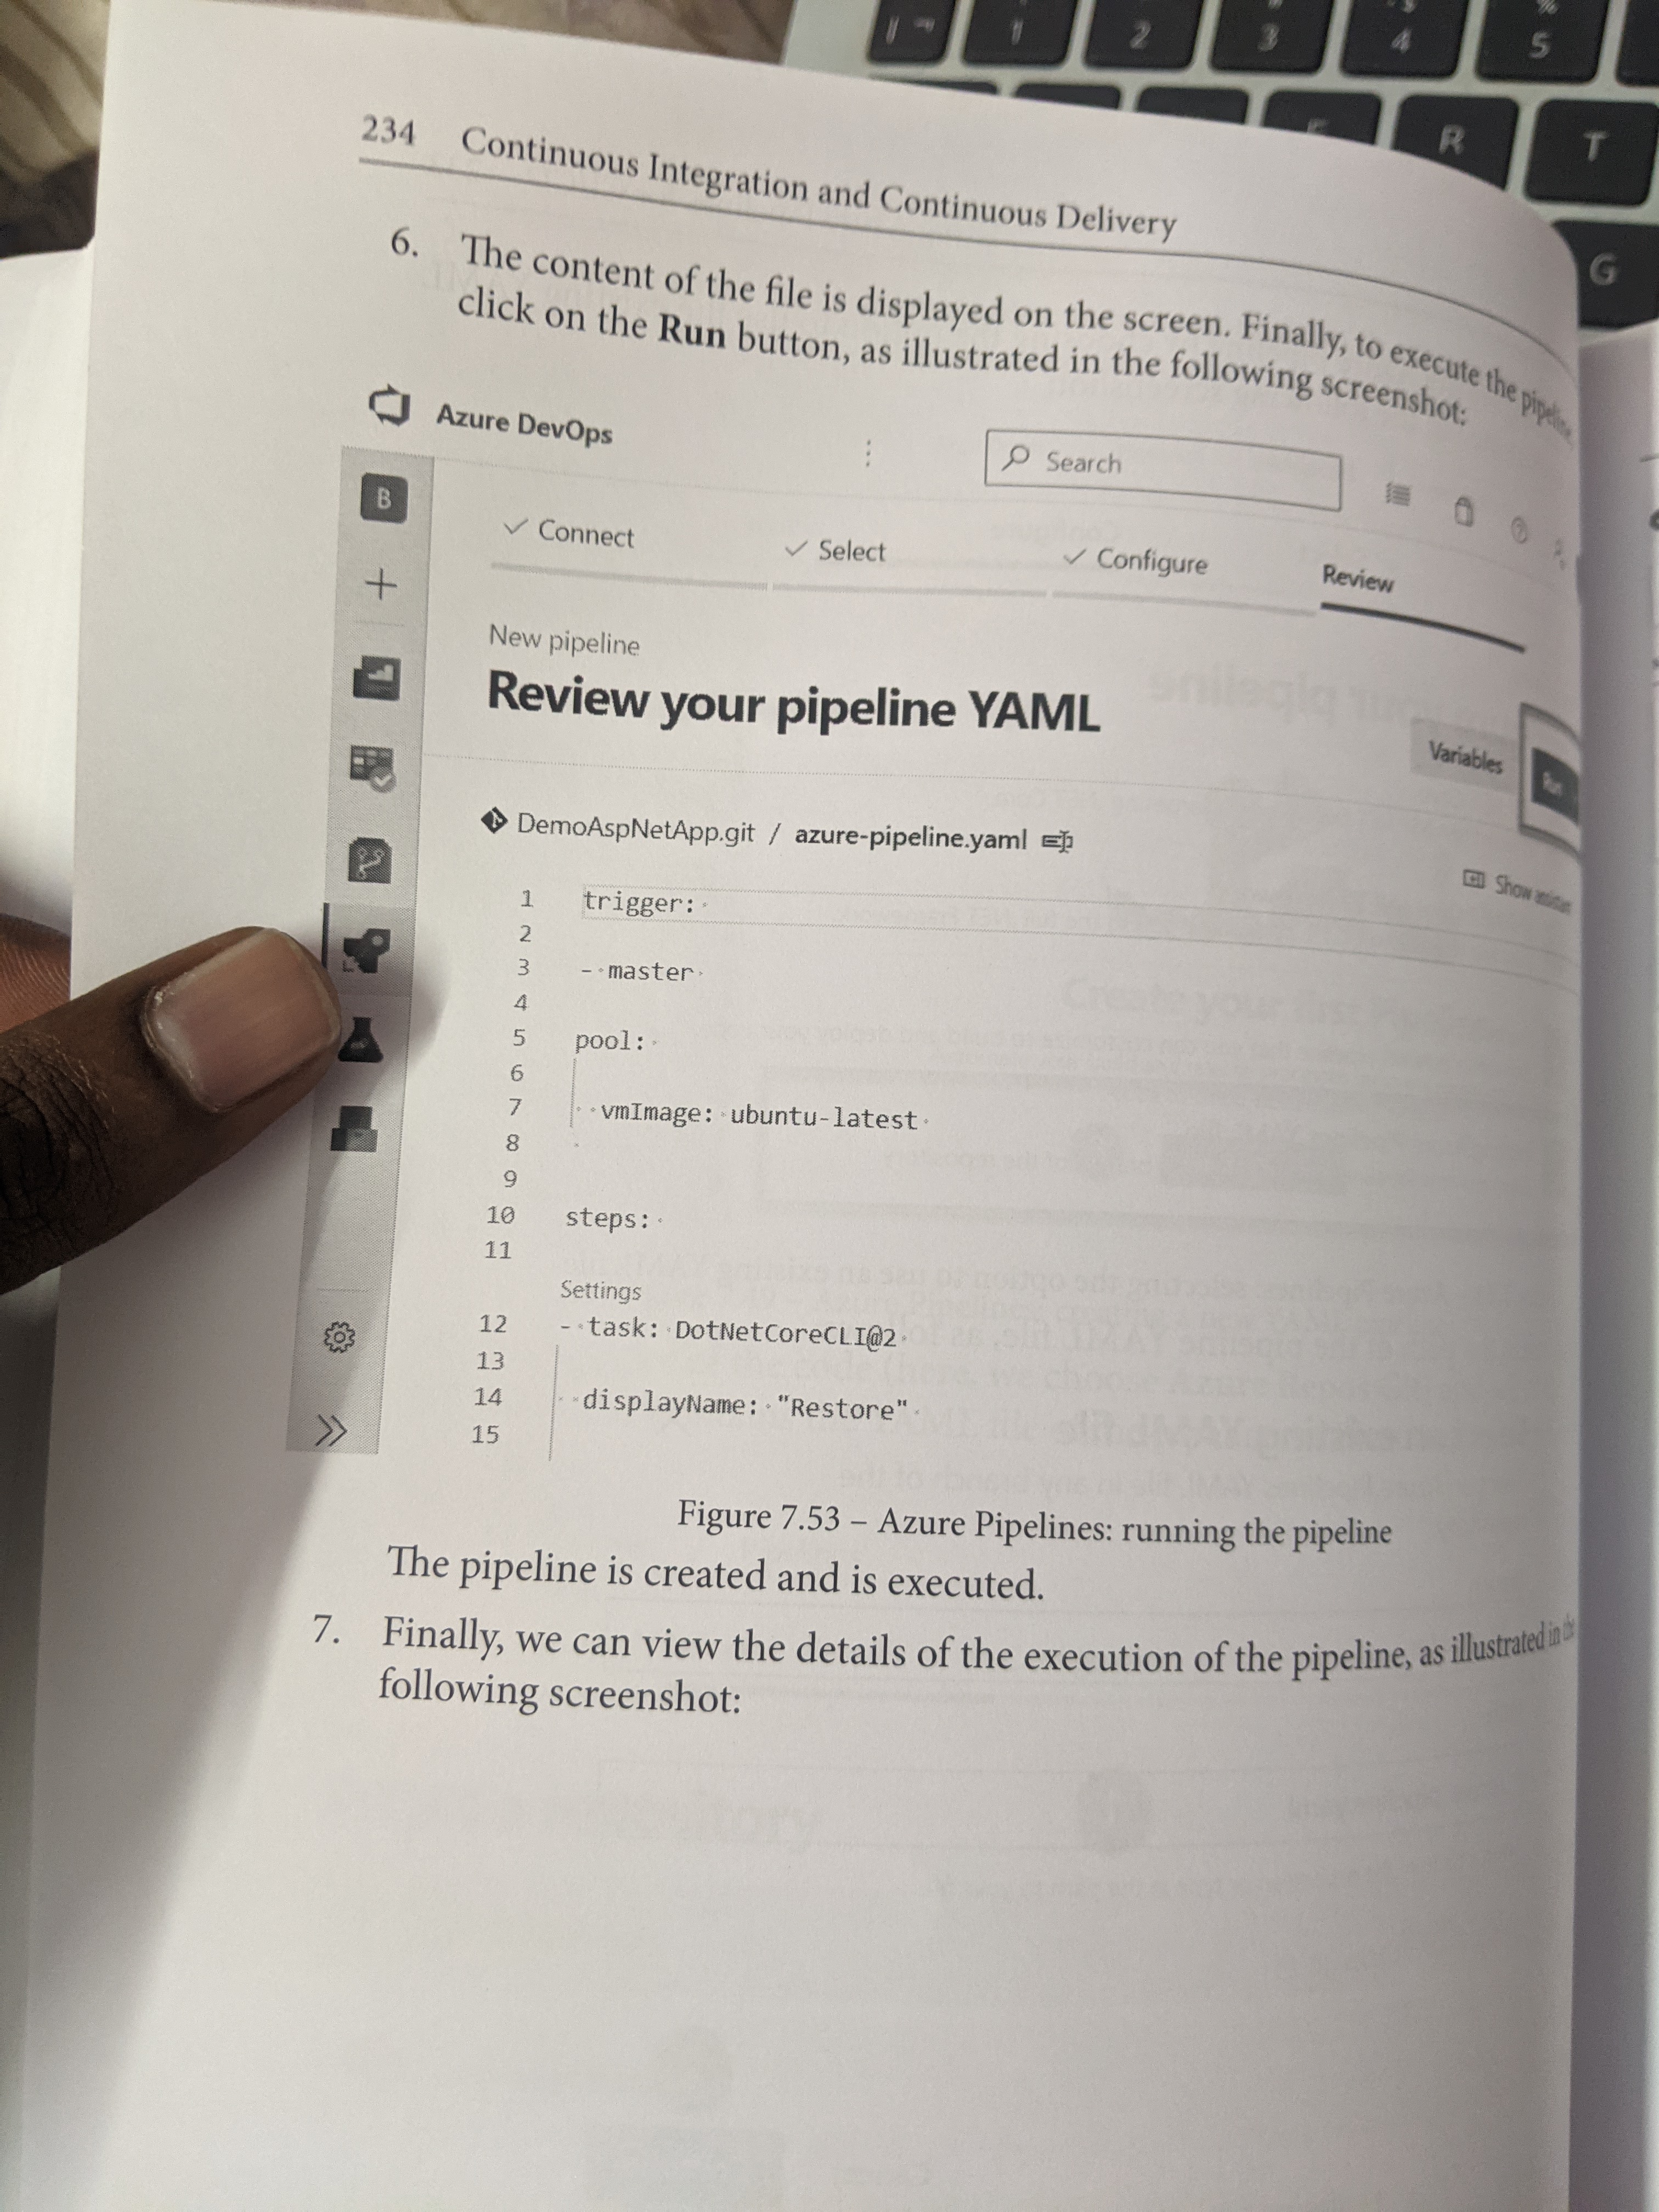 234 Continuous Integration and Continuous Delivery
6. The content of the file is displayed on the screen. Finally, to execute the pipeline,
click on the Run button, as illustrated in the following screenshot:
Azure DevOps
Search
B
Connect Select Configure Review
New pipeline
Review your pipeline YAML
Variables Run
DemoAspNetApp.git / azure-pipeline.yaml
Show
1 trigger:
2
3 - master
4
5 pool:
6
7 vmImage: ubuntu-latest
8
9
10 steps:
11
Settings
12 - task: DotNetCoreCLI@2
13
14 displayName: "Restore"
15
Figure 7.53 – Azure Pipelines: running the pipeline
The pipeline is created and is executed.
7. Finally, we can view the details of the execution of the pipeline, as illustrated in the
following screenshot:
1
2
3
4
5
R
T
G